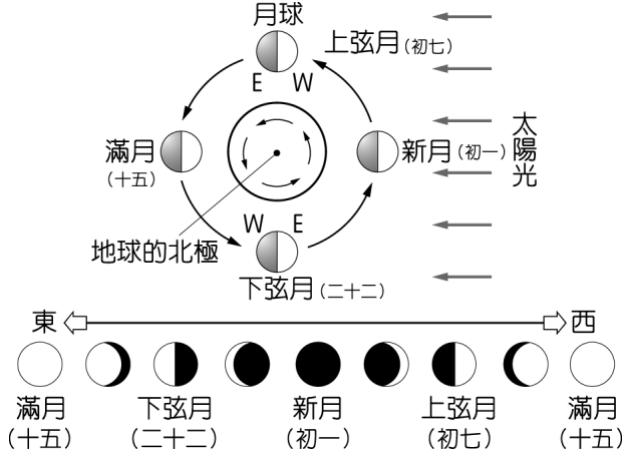 月球
上弦月(初七)
E W
滿月
(十五)
新月(初一)
太陽光
W E
地球的北極
下弦月(二十二)
東 西
滿月 下弦月 新月 上弦月 滿月
(十五) (二十二) (初一) (初七) (十五)